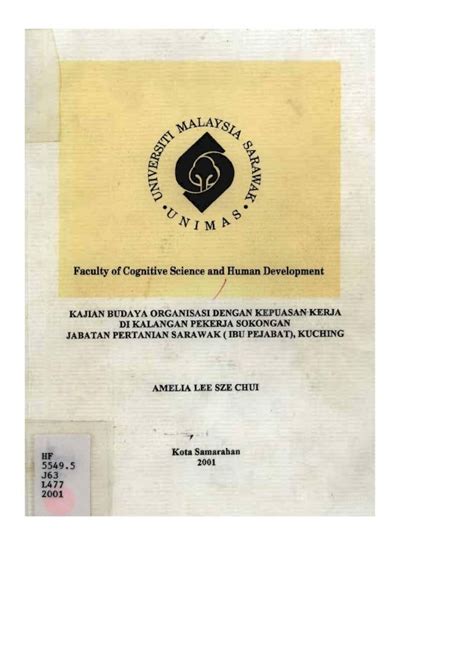 UNIVERSITI MALAYSIA SARAWAK
UNIMAS
Faculty of Cognitive Science and Human Development
KAJIAN BUDAYA ORGANISASI DENGAN KEPUASAN KERJA
DI KALANGAN PEKERJA SOKONGAN
JABATAN PERTANIAN SARAWAK ( IBU PEJABAT), KUCHING
AMELIA LEE SZE CHUI
Kota Samarahan
2001
HF
5549.5
J63
L477
2001